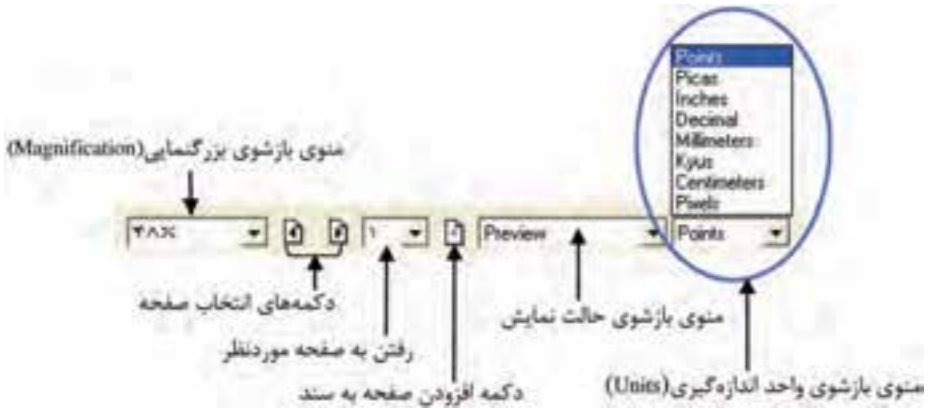 Points
Picas
Inches
Decimal
Millimeters
Kyus
Centimeters
Pixels
منوی بازشوی بزرگنمایی(Magnification)
۳۸% ۱ Preview Points
دکمه‌های انتخاب صفحه
منوی بازشوی حالت نمایش
رفتن به صفحه موردنظر
منوی بازشوی واحد اندازه‌گیری(Units)
دکمه افزودن صفحه به سند